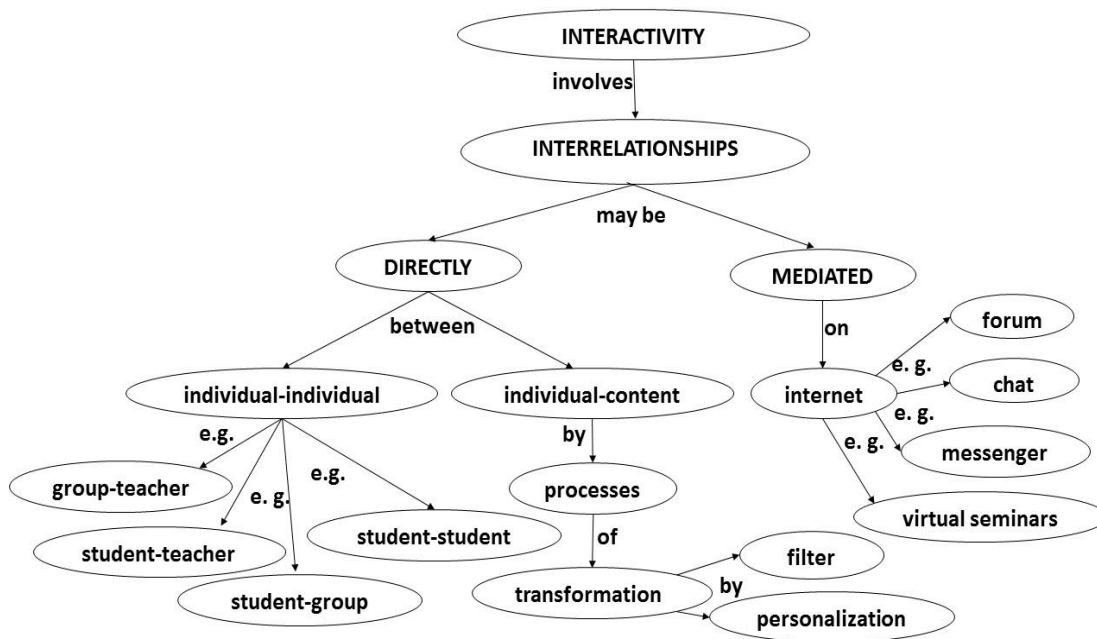 INTERACTIVITY
involves
INTERRELATIONSHIPS
may be
DIRECTLY
MEDIATED
between
on
forum
e. g.
individual-individual
individual-content
internet
chat
e.g.
by
e. g.
e. g.
messenger
group-teacher
e. g.
e.g.
processes
virtual seminars
student-teacher
student-student
of
filter
student-group
transformation
by
personalization